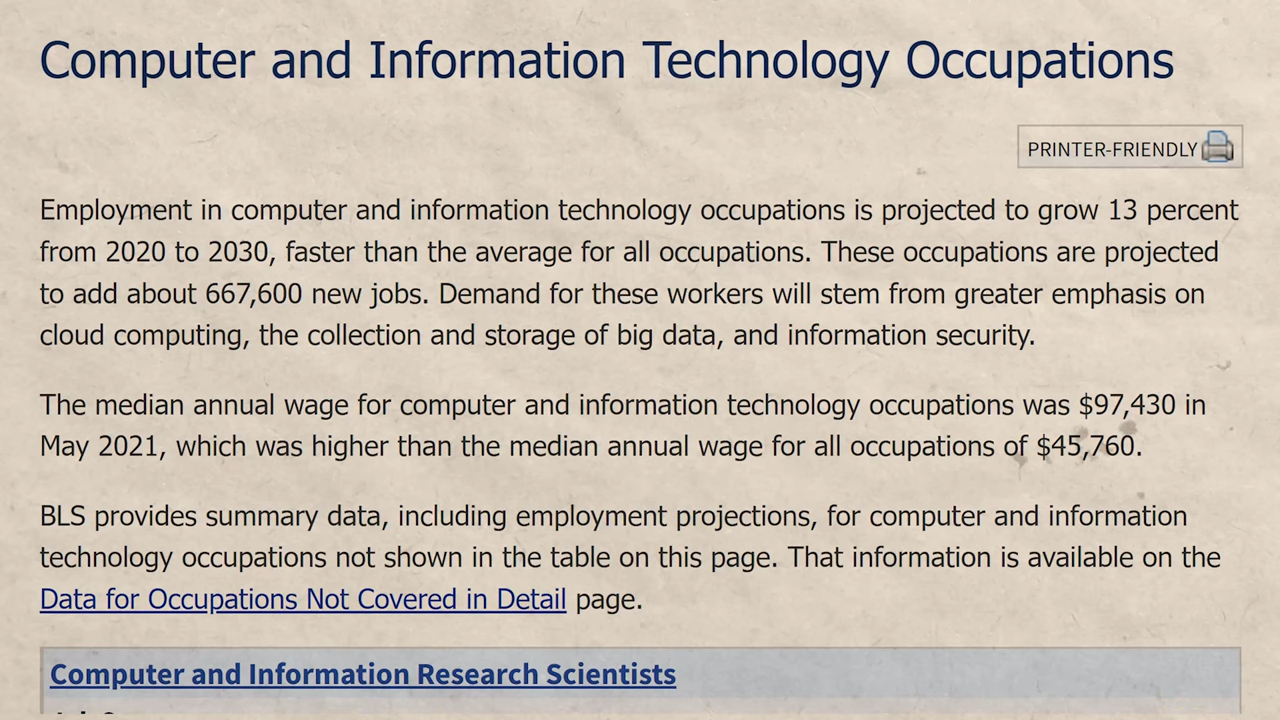 Computer and Information Technology Occupations
PRINTER-FRIENDLY
Employment in computer and information technology occupations is projected to grow 13 percent
from 2020 to 2030, faster than the average for all occupations. These occupations are projected
to add about 667,600 new jobs. Demand for these workers will stem from greater emphasis on
cloud computing, the collection and storage of big data, and information security.
The median annual wage for computer and information technology occupations was $97,430 in
May 2021, which was higher than the median annual wage for all occupations of $45,760.
BLS provides summary data, including employment projections, for computer and information
technology occupations not shown in the table on this page. That information is available on the
Data for Occupations Not Covered in Detail page.
Computer and Information Research Scientists